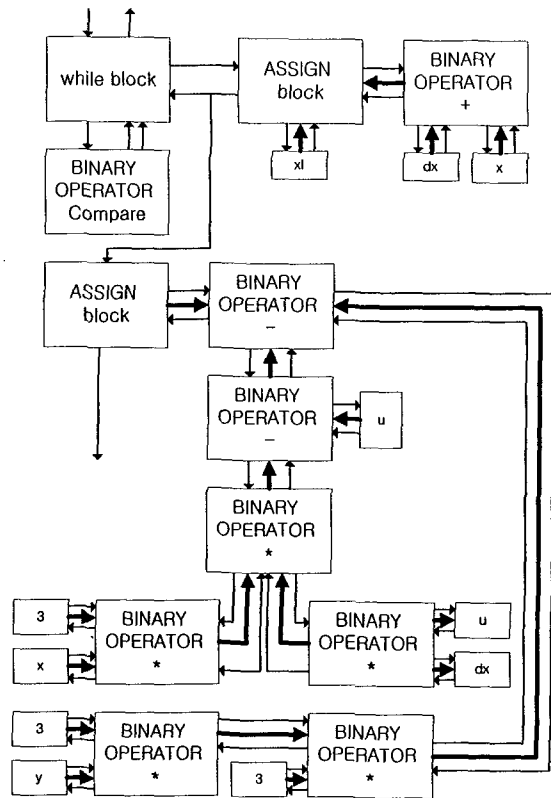 while block
ASSIGN
block
BINARY
OPERATOR
+
BINARY
OPERATOR
Compare
xl
dx
x
ASSIGN
block
BINARY
OPERATOR
–
BINARY
OPERATOR
–
u
BINARY
OPERATOR
*
3
x
BINARY
OPERATOR
*
BINARY
OPERATOR
*
u
dx
3
y
BINARY
OPERATOR
*
3
BINARY
OPERATOR
*